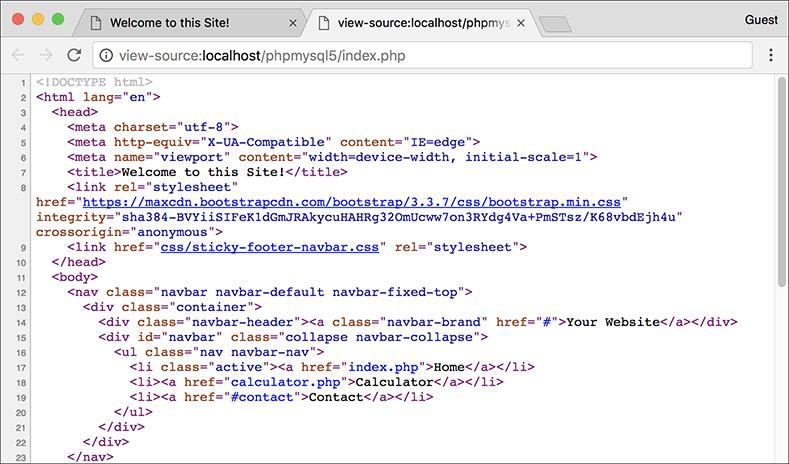 Welcome to this Site!
view-source:localhost/phpmys
Guest
view-source:localhost/phpmysql5/index.php
1 <!DOCTYPE html>
2 <html lang="en">
3 <head>
4 <meta charset="utf-8">
5 <meta http-equiv="X-UA-Compatible" content="IE=edge">
6 <meta name="viewport" content="width=device-width, initial-scale=1">
7 <title>Welcome to this Site!</title>
8 <link rel="stylesheet"
href="https://maxcdn.bootstrapcdn.com/bootstrap/3.3.7/css/bootstrap.min.css"
integrity="sha384-BVYiiSIFeK1dGmJRAkycuHAHRg32OmUcww7on3RYdg4Va+PmSTsz/K68vbdEjh4u"
crossorigin="anonymous">
9 <link href="css/sticky-footer-navbar.css" rel="stylesheet">
10 </head>
11 <body>
12 <nav class="navbar navbar-default navbar-fixed-top">
13 <div class="container">
14 <div class="navbar-header"><a class="navbar-brand" href="#">Your Website</a></div>
15 <div id="navbar" class="collapse navbar-collapse">
16 <ul class="nav navbar-nav">
17 <li class="active"><a href="index.php">Home</a></li>
18 <li><a href="calculator.php">Calculator</a></li>
19 <li><a href="#contact">Contact</a></li>
20 </ul>
21 </div>
22 </div>
23 </nav>